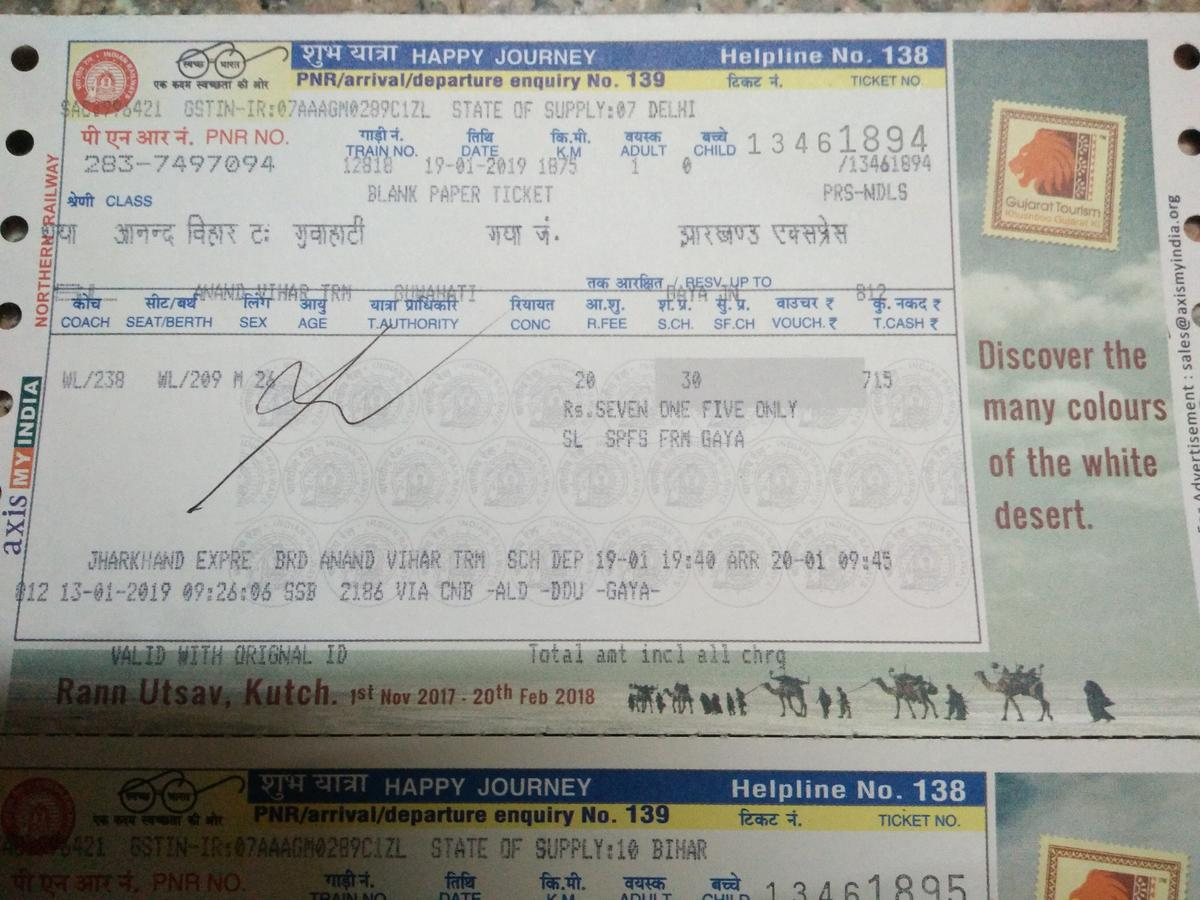 स्वच्छ भारत
एक कदम स्वच्छता की ओर
शुभ यात्रा HAPPY JOURNEY Helpline No. 138
PNR/arrival/departure enquiry No. 139 टिकट नं. TICKET NO.
GSTIN-IR:07AAAGM0289C1ZL STATE OF SUPPLY:07 DELHI
पी एन आर नं. PNR NO. गाड़ी नं. तिथि कि.मी. वयस्क बच्चे 13461894
TRAIN NO. DATE K.M ADULT CHILD
283-7497094 12818 19-01-2019 1875 1 0 /13461894
BLANK PAPER TICKET PRS-NDLS
श्रेणी CLASS
आनन्द विहार ट: गुवाहाटी गया जं. झारखण्ड एक्सप्रेस
तक आरक्षित / RESV. UP TO
ANAND VIHAR TRM GUWAHATI GAYA JN 812
कोच सीट/बर्थ लिंग आयु यात्रा प्राधिकार रियायत आ.शु. श.प्र. सु.प्र. वाउचर ₹ कु. नकद ₹
COACH SEAT/BERTH SEX AGE T.AUTHORITY CONC R.FEE S.CH. SF.CH VOUCH.₹ T.CASH ₹
WL/238 WL/209 M 26 20 30 715
Rs.SEVEN ONE FIVE ONLY
SL SPFS FRM GAYA
JHARKHAND EXPRE BRD ANAND VIHAR TRM SCH DEP 19-01 19:40 ARR 20-01 09:45
812 13-01-2019 09:26:06 SSB 2186 VIA CNB -ALD -DDU -GAYA-
VALID WITH ORIGNAL ID Total amt incl all chrg
Rann Utsav, Kutch. 1st Nov 2017 - 20th Feb 2018
NORTHERN RAILWAY
axis MY INDIA
Gujarat Tourism
Khushboo Gujarat Ki
Discover the
many colours
of the white
desert.
dvertisement : sales@axismyindia.org
स्वच्छ भारत
एक कदम स्वच्छता की ओर
शुभ यात्रा HAPPY JOURNEY Helpline No. 138
PNR/arrival/departure enquiry No. 139 टिकट नं. TICKET NO.
GSTIN-IR:07AAAGM0289C1ZL STATE OF SUPPLY:10 BIHAR
पी एन आर नं. PNR NO. गाड़ी नं. तिथि कि.मी. वयस्क बच्चे 13461895
TRAIN NO. DATE K.M ADULT CHILD